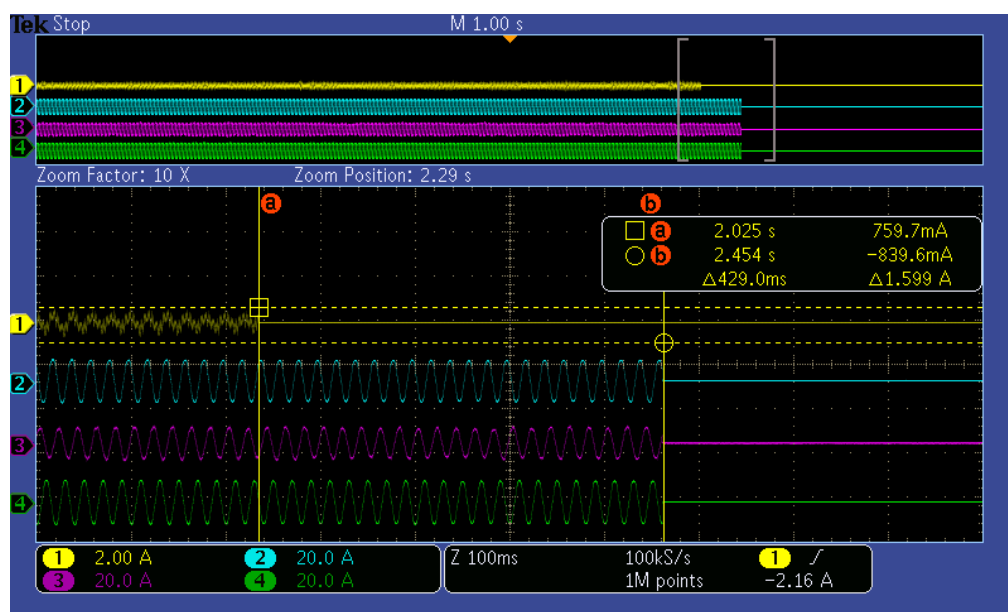 Tek Stop M 1.00 s
1
2
3
4
Zoom Factor: 10 X Zoom Position: 2.29 s
a b
a 2.025 s 759.7mA
b 2.454 s −839.6mA
△429.0ms △1.599 A
1
2
3
4
1 2.00 A 2 20.0 A Z 100ms 100kS/s 1
3 20.0 A 4 20.0 A 1M points −2.16 A